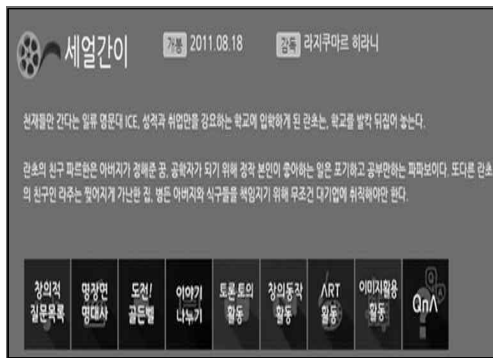 세얼간이
개봉 2011.08.18
감독 라지쿠마르 히라니
천재들만 간다는 일류 명문대 ICE, 성적과 취업만을 강요하는 학교에 입학하게 된 란초는, 학교를 발칵 뒤집어 놓는다.
란초의 친구 파르한은 아버지가 정해준 꿈, 공학자가 되기 위해 정작 본인이 좋아하는 일은 포기하고 공부만하는 파파보이다. 또다른 란초
의 친구인 라주는 찢어지게 가난한 집, 병든 아버지와 식구들을 책임지기 위해 무조건 대기업에 취직해야만 한다.
창의적
질문목록
명장면
명대사
도전!
골든벨
이야기
나누기
토론토의
활동
창의동작
활동
ART
활동
이미지활용
활동
QnA